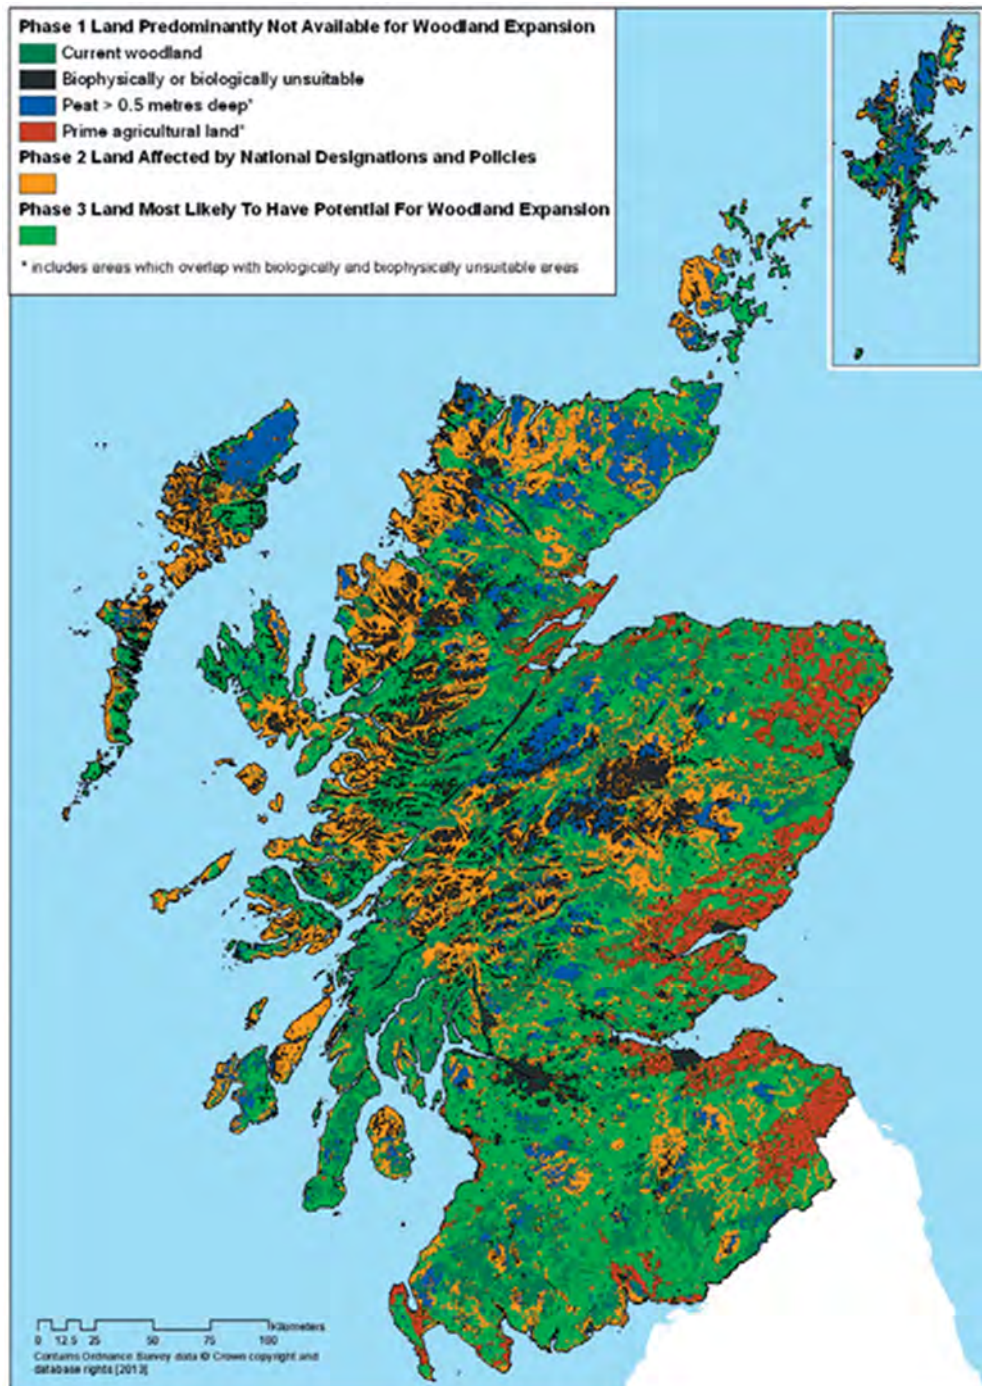 Phase 1 Land Predominantly Not Available for Woodland Expansion
Current woodland
Biophysically or biologically unsuitable
Peat > 0.5 metres deep*
Prime agricultural land*
Phase 2 Land Affected by National Designations and Policies
Phase 3 Land Most Likely To Have Potential For Woodland Expansion
* includes areas which overlap with biologically and biophysically unsuitable areas
Kilometers
0 12.5 25 50 75 100
Contains Ordnance Survey data © Crown copyright and
database rights [2013]